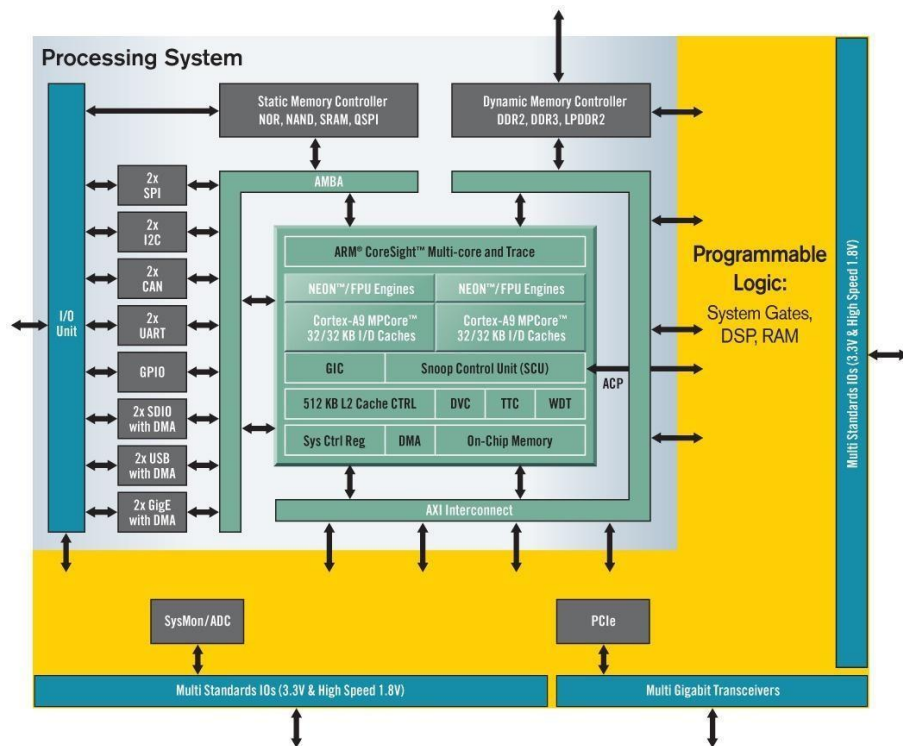 Processing System
Static Memory Controller
NOR, NAND, SRAM, QSPI
Dynamic Memory Controller
DDR2, DDR3, LPDDR2
AMBA
2x
SPI
2x
I2C
2x
CAN
2x
UART
GPIO
2x SDIO
with DMA
2x USB
with DMA
2x GigE
with DMA
I/O
Unit
ARM® CoreSight™ Multi-core and Trace
NEON™/FPU Engines
NEON™/FPU Engines
Cortex-A9 MPCore™
32/32 KB I/D Caches
Cortex-A9 MPCore™
32/32 KB I/D Caches
GIC
Snoop Control Unit (SCU)
ACP
512 KB L2 Cache CTRL
DVC
TTC
WDT
Sys Ctrl Reg
DMA
On-Chip Memory
AXI Interconnect
Programmable
Logic:
System Gates,
DSP, RAM
Multi Standards IOs (3.3V & High Speed 1.8V)
SysMon/ADC
PCIe
Multi Standards IOs (3.3V & High Speed 1.8V)
Multi Gigabit Transceivers